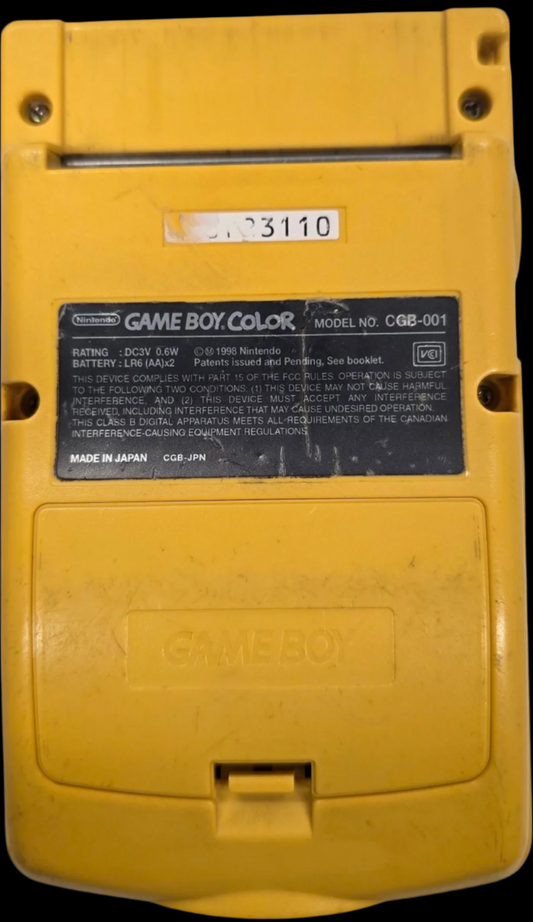 3110
Nintendo GAME BOY COLOR MODEL NO. CGB-001
RATING : DC3V 0.6W ©Ⓜ 1998 Nintendo
BATTERY : LR6 (AA)x2 Patents issued and Pending. See booklet.
VCI
THIS DEVICE COMPLIES WITH PART 15 OF THE FCC RULES. OPERATION IS SUBJECT
TO THE FOLLOWING TWO CONDITIONS: (1) THIS DEVICE MAY NOT CAUSE HARMFUL
INTERFERENCE, AND (2) THIS DEVICE MUST ACCEPT ANY INTERFERENCE
RECEIVED, INCLUDING INTERFERENCE THAT MAY CAUSE UNDESIRED OPERATION.
THIS CLASS B DIGITAL APPARATUS MEETS ALL REQUIREMENTS OF THE CANADIAN
INTERFERENCE-CAUSING EQUIPMENT REGULATIONS.
MADE IN JAPAN CGB-JPN
GAME BOY